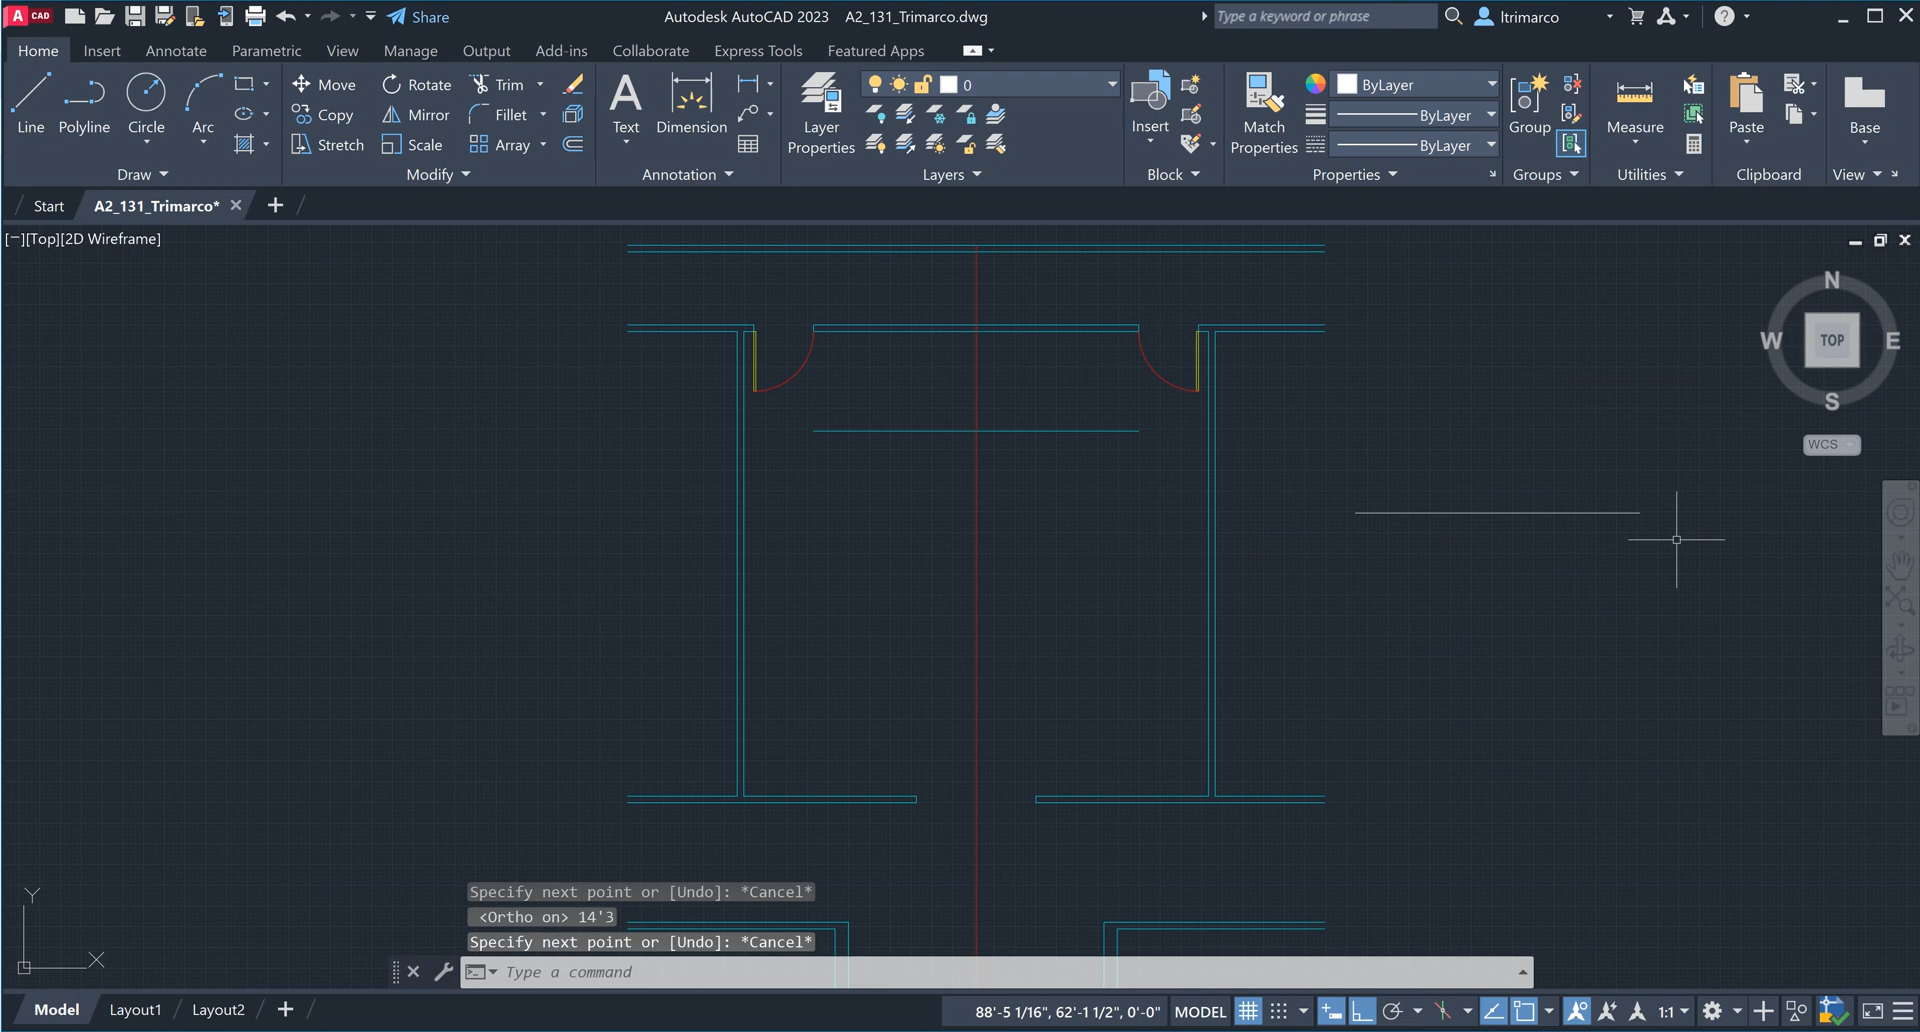 A CAD Share Autodesk AutoCAD 2023 A2_131_Trimarco.dwg Type a keyword or phrase ltrimarco ?
Home Insert Annotate Parametric View Manage Output Add-ins Collaborate Express Tools Featured Apps
Move Rotate Trim 0 ByLayer
Line Polyline Circle Arc Copy Mirror Fillet Text Dimension Layer Properties Insert Match Properties ByLayer Group Measure Paste Base
Stretch Scale Array ByLayer
Draw Modify Annotation Layers Block Properties Groups Utilities Clipboard View
Start A2_131_Trimarco*
[−][Top][2D Wireframe]
N
W TOP E
S
WCS
Specify next point or [Undo]: *Cancel*
<Ortho on> 14'3
Specify next point or [Undo]: *Cancel*
Y
X
Type a command
Model Layout1 Layout2 88'-5 1/16", 62'-1 1/2", 0'-0" MODEL 1:1